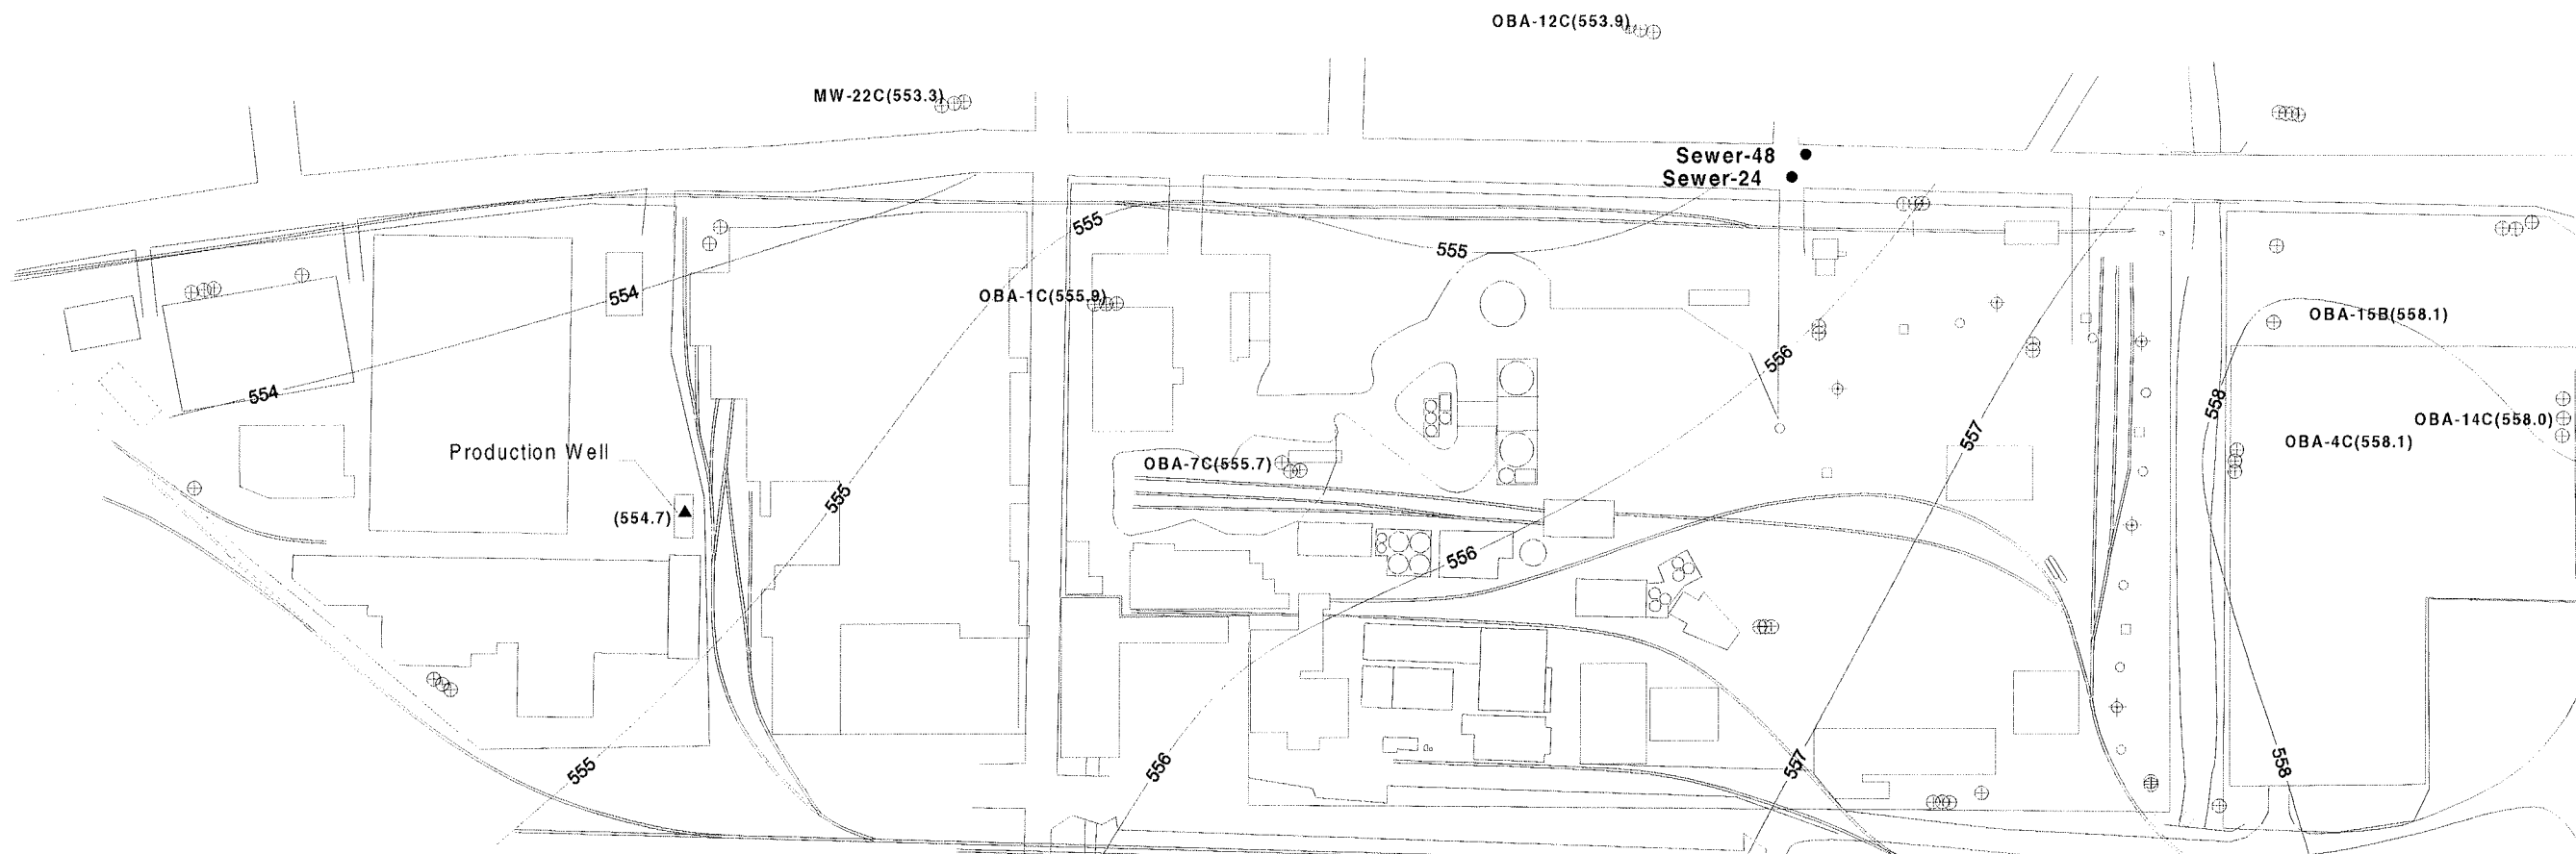 OBA-12C(553.9)
MW-22C(553.3)
Sewer-48
Sewer-24
555
555
554
OBA-1C(555.9)
OBA-15B(558.1)
556
554
558
557
OBA-14C(558.0)
OBA-4C(558.1)
Production Well
OBA-7C(555.7)
555
(554.7)
556
555
556
557
558